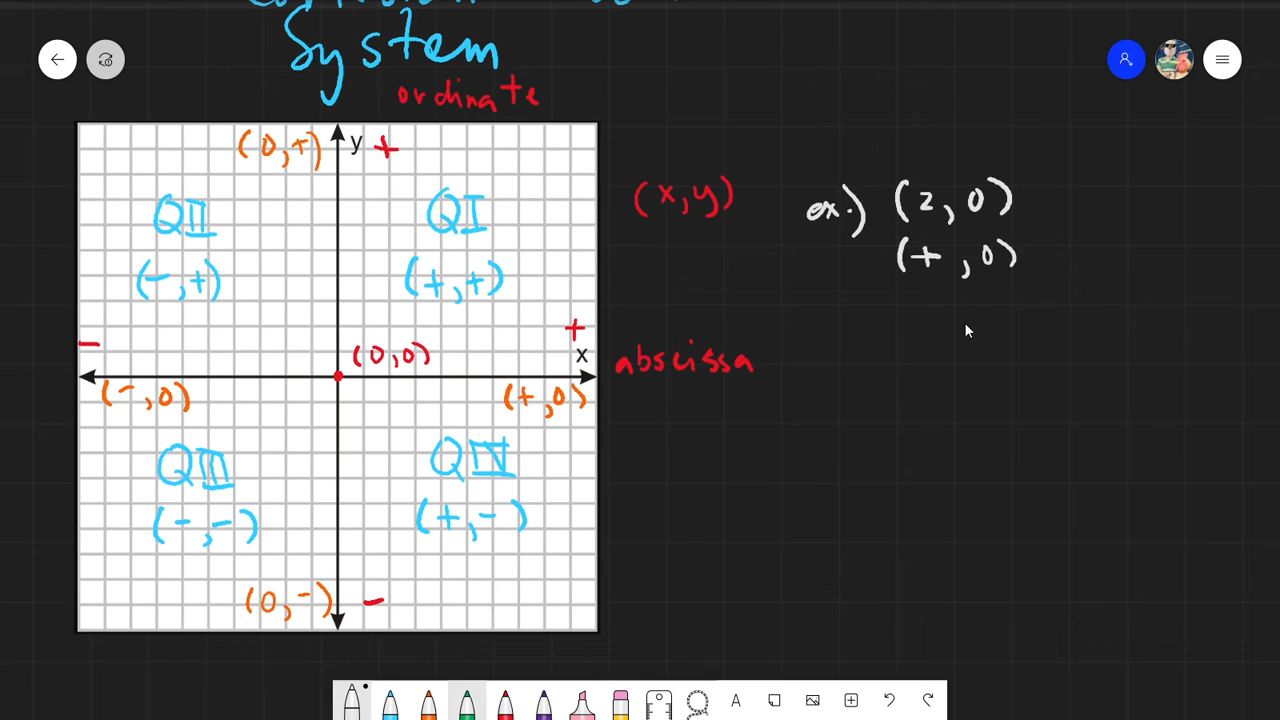 System
ordinate
(0,+) y +
QII QI
(-,+) (+,+)
(x,y)
ex.) (2,0)
(+,0)
- (0,0) + x
abscissa
(-,0) (+,0)
QIII QIV
(-,-) (+,-)
(0,-) -
A